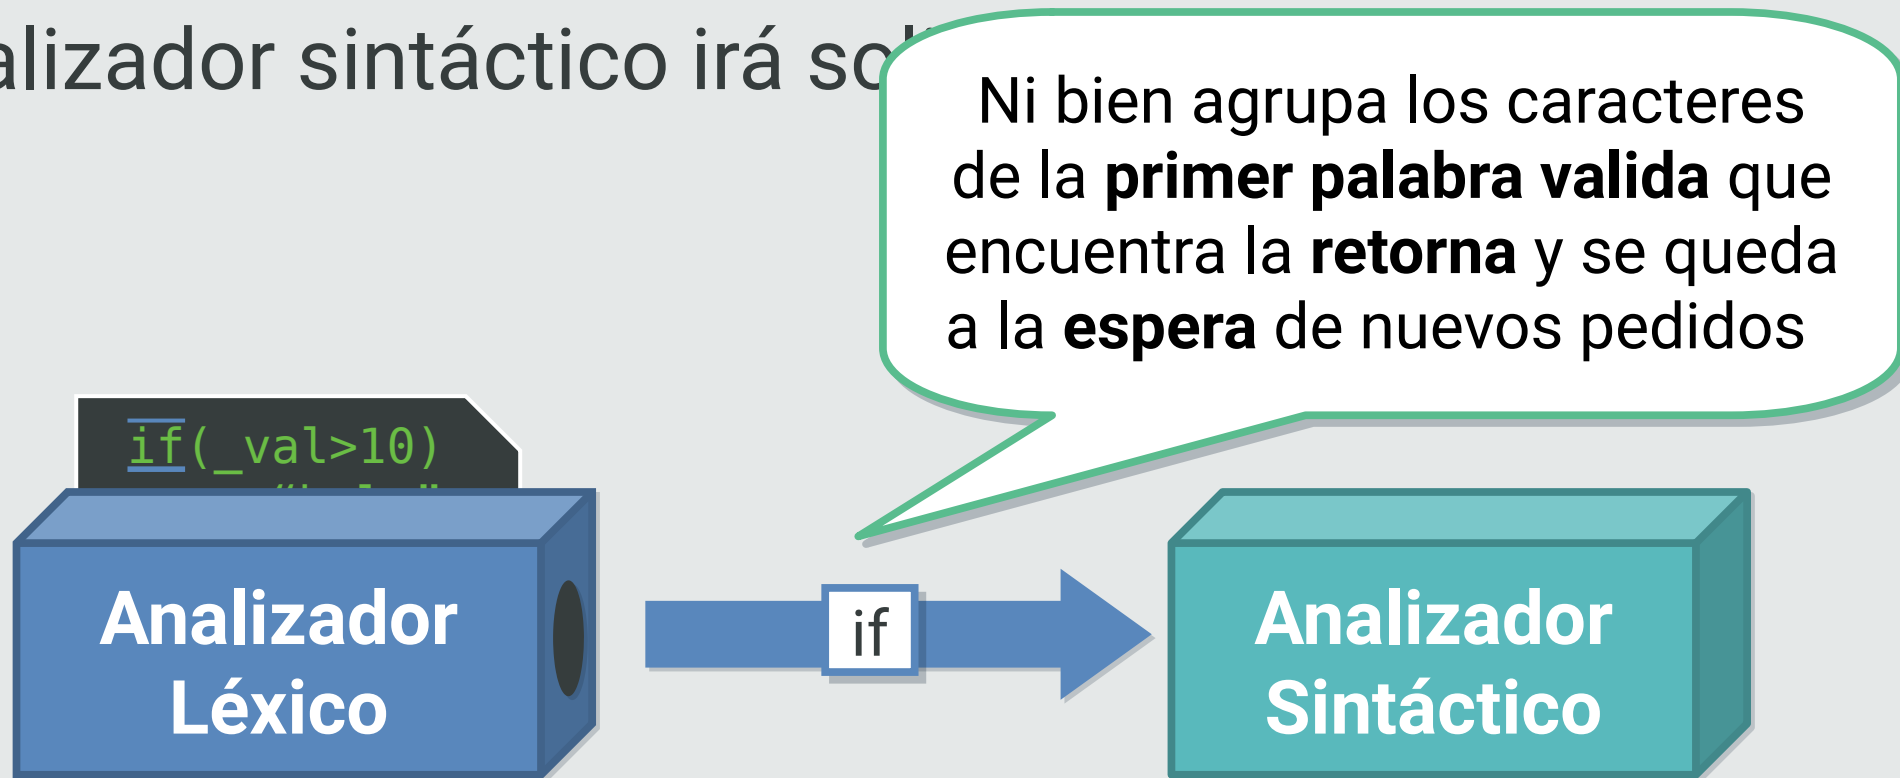 alizador sintáctico irá
Ni bien agrupa los caracteres
de la primer palabra valida que
encuentra la retorna y se queda
a la espera de nuevos pedidos
if(_val>10)
if
Analizador
Léxico
Analizador
Sintáctico